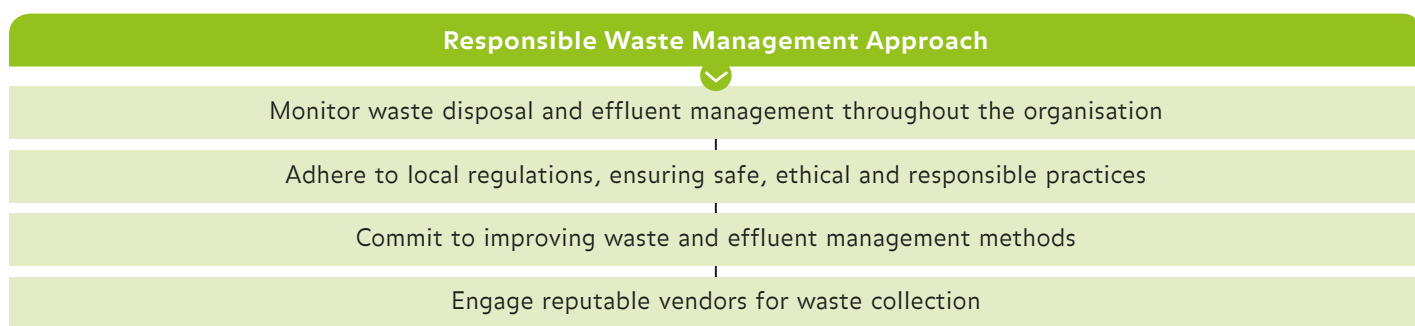 Responsible Waste Management Approach
Monitor waste disposal and effluent management throughout the organisation
Adhere to local regulations, ensuring safe, ethical and responsible practices
Commit to improving waste and effluent management methods
Engage reputable vendors for waste collection